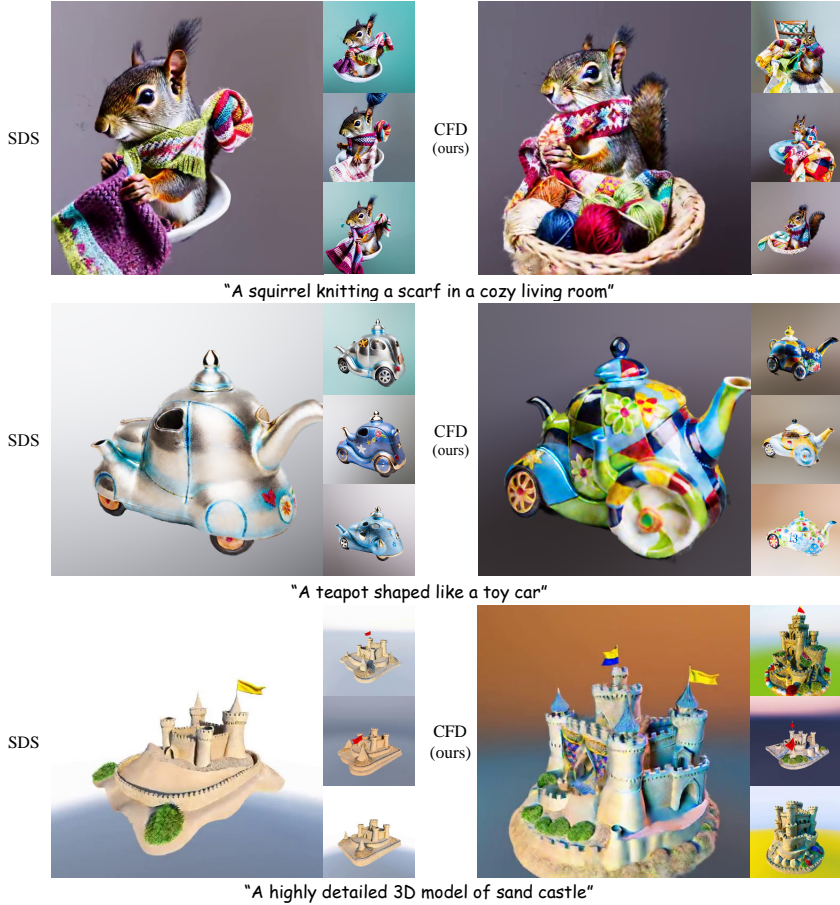 SDS
CFD
(ours)
“A squirrel knitting a scarf in a cozy living room”
SDS
CFD
(ours)
“A teapot shaped like a toy car”
SDS
CFD
(ours)
“A highly detailed 3D model of sand castle”